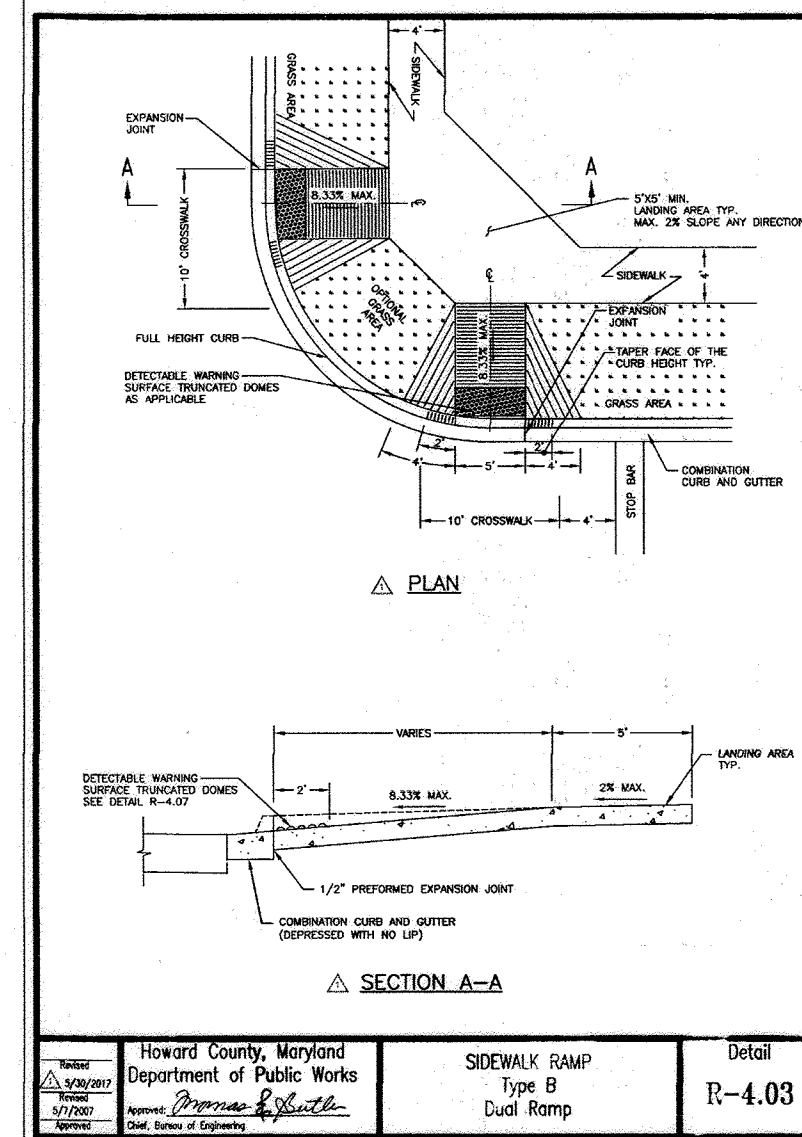 4'
SIDEWALK
GRASS AREA
EXPANSION
JOINT
A
A
8.33% MAX.
℄
5'X5' MIN.
LANDING AREA TYP.
MAX. 2% SLOPE ANY DIRECTION
10' CROSSWALK
℄
SIDEWALK
4'
OPTIONAL
GRASS
AREA
EXPANSION
JOINT
FULL HEIGHT CURB
8.33% MAX.
TAPER FACE OF THE
CURB HEIGHT TYP.
DETECTABLE WARNING
SURFACE TRUNCATED DOMES
AS APPLICABLE
GRASS AREA
2'
2'
4'
5'
4'
COMBINATION
CURB AND GUTTER
STOP BAR
10' CROSSWALK
4'
1 PLAN
VARIES
5'
LANDING AREA
TYP.
DETECTABLE WARNING
SURFACE TRUNCATED DOMES
SEE DETAIL R-4.07
2'
8.33% MAX.
2% MAX.
1/2" PREFORMED EXPANSION JOINT
COMBINATION CURB AND GUTTER
(DEPRESSED WITH NO LIP)
1 SECTION A-A
Revised
1 5/30/2017
Revised
5/7/2007
Approved
Howard County, Maryland
Department of Public Works
Approved: Thomas E. Butler
Chief, Bureau of Engineering
SIDEWALK RAMP
Type B
Dual Ramp
Detail
R-4.03